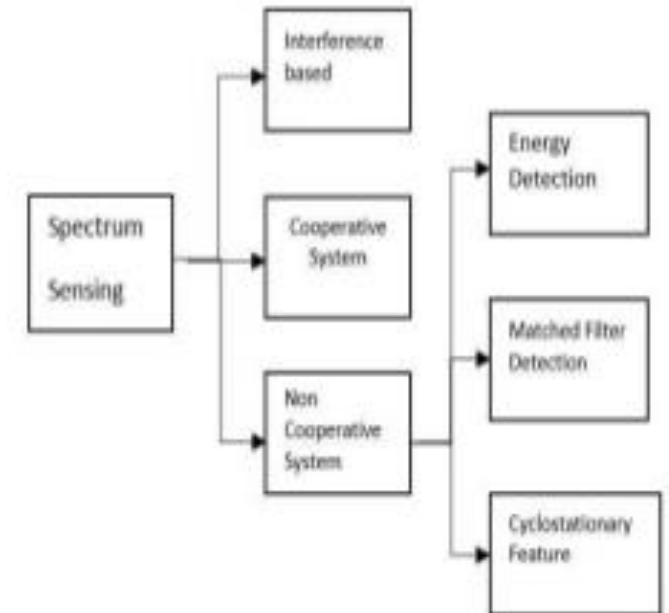 Interference
based
Energy
Detection
Spectrum
Sensing
Cooperative
System
Matched Filter
Detection
Non
Cooperative
System
Cyclostationary
Feature